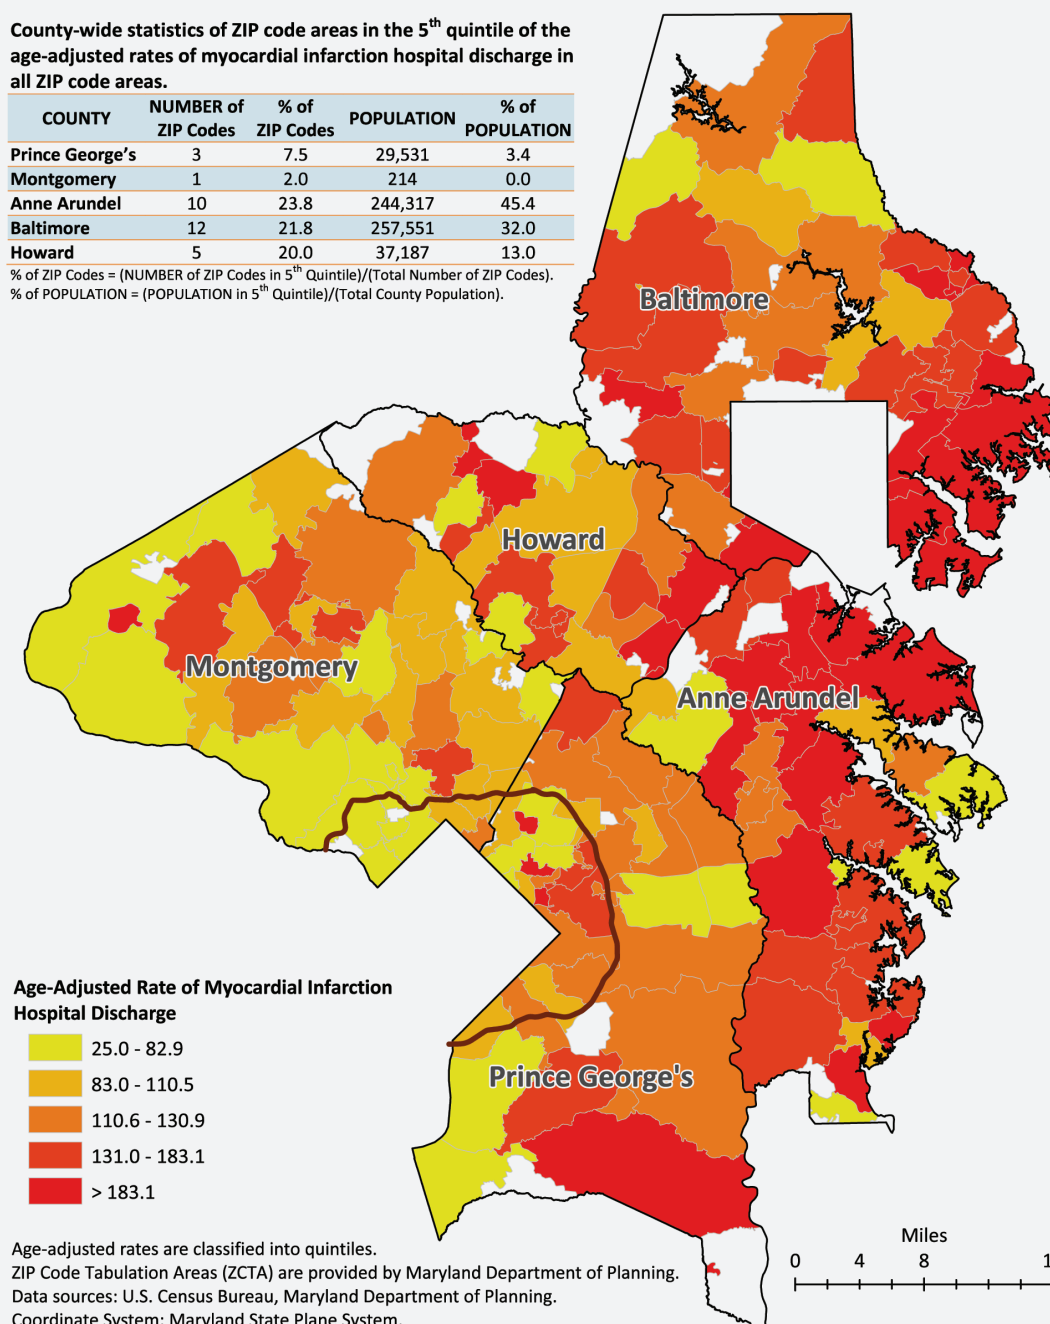 County-wide statistics of ZIP code areas in the 5th quintile of the
age-adjusted rates of myocardial infarction hospital discharge in
all ZIP code areas.
COUNTY NUMBER of ZIP Codes % of ZIP Codes POPULATION % of POPULATION
Prince George's 3 7.5 29,531 3.4
Montgomery 1 2.0 214 0.0
Anne Arundel 10 23.8 244,317 45.4
Baltimore 12 21.8 257,551 32.0
Howard 5 20.0 37,187 13.0
% of ZIP Codes = (NUMBER of ZIP Codes in 5th Quintile)/(Total Number of ZIP Codes).
% of POPULATION = (POPULATION in 5th Quintile)/(Total County Population).
Baltimore
Howard
Montgomery
Anne Arundel
Prince George's
Age-Adjusted Rate of Myocardial Infarction
Hospital Discharge
25.0 - 82.9
83.0 - 110.5
110.6 - 130.9
131.0 - 183.1
> 183.1
Miles
0 4 8 1
Age-adjusted rates are classified into quintiles.
ZIP Code Tabulation Areas (ZCTA) are provided by Maryland Department of Planning.
Data sources: U.S. Census Bureau, Maryland Department of Planning.
Coordinate System: Maryland State Plane System.